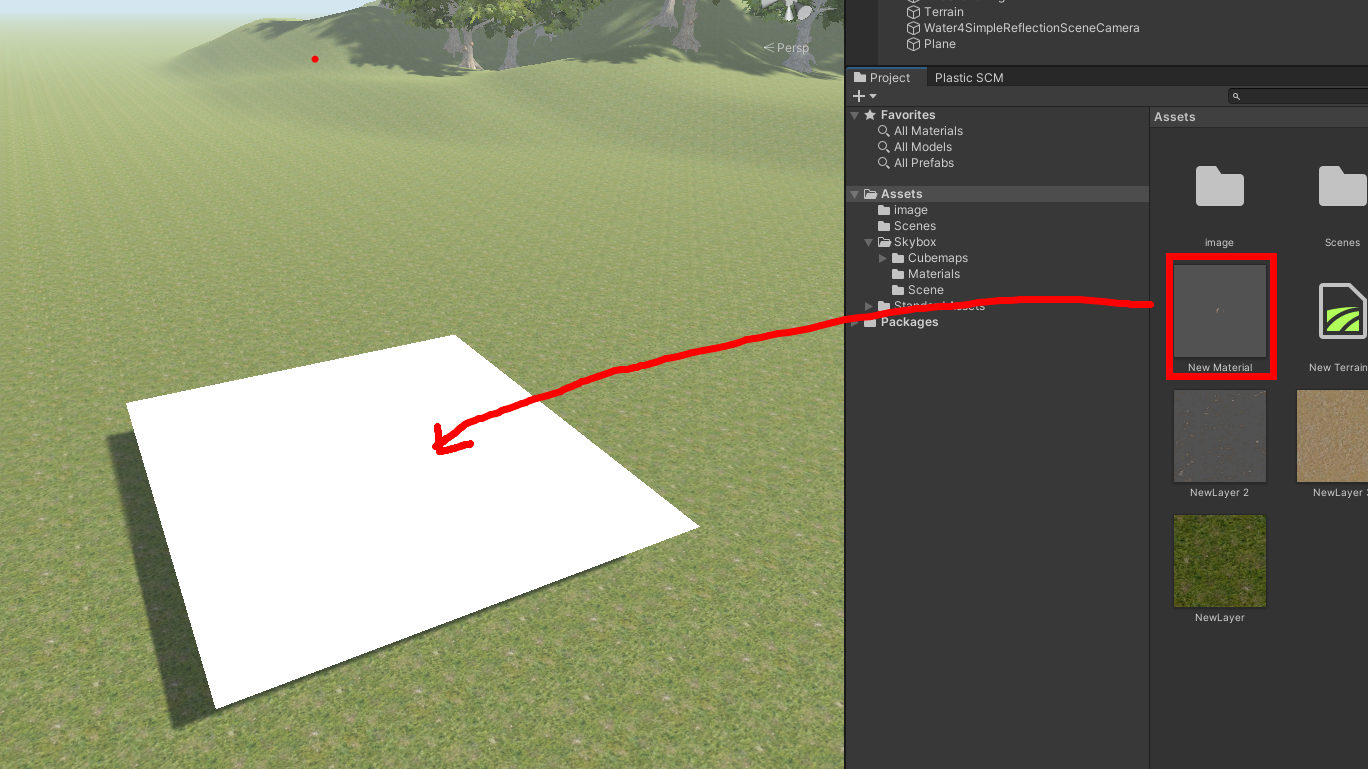 Terrain
Water4SimpleReflectionSceneCamera
Plane
Persp
Project
Plastic SCM
Favorites
All Materials
All Models
All Prefabs
Assets
image
Scenes
Skybox
Cubemaps
Materials
Scene
Standard Assets
Packages
Assets
image
Scenes
New Material
New Terrain
NewLayer 2
NewLayer
NewLayer